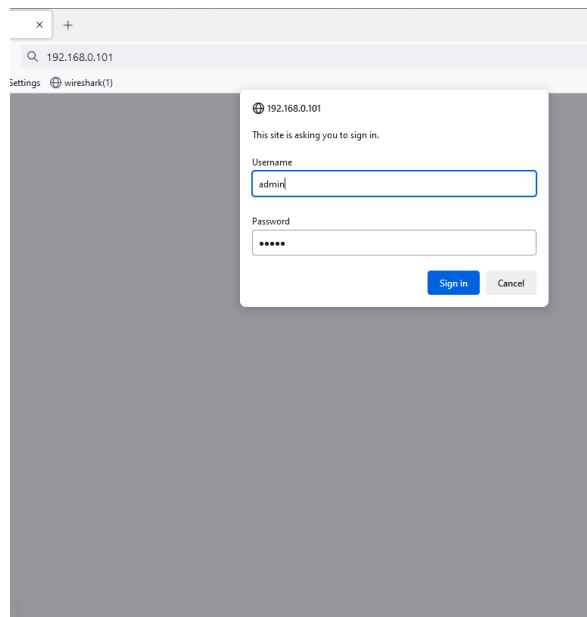 192.168.0.101
Settings wireshark(1)
192.168.0.101
This site is asking you to sign in.
Username
admin
Password
•••••
Sign in Cancel